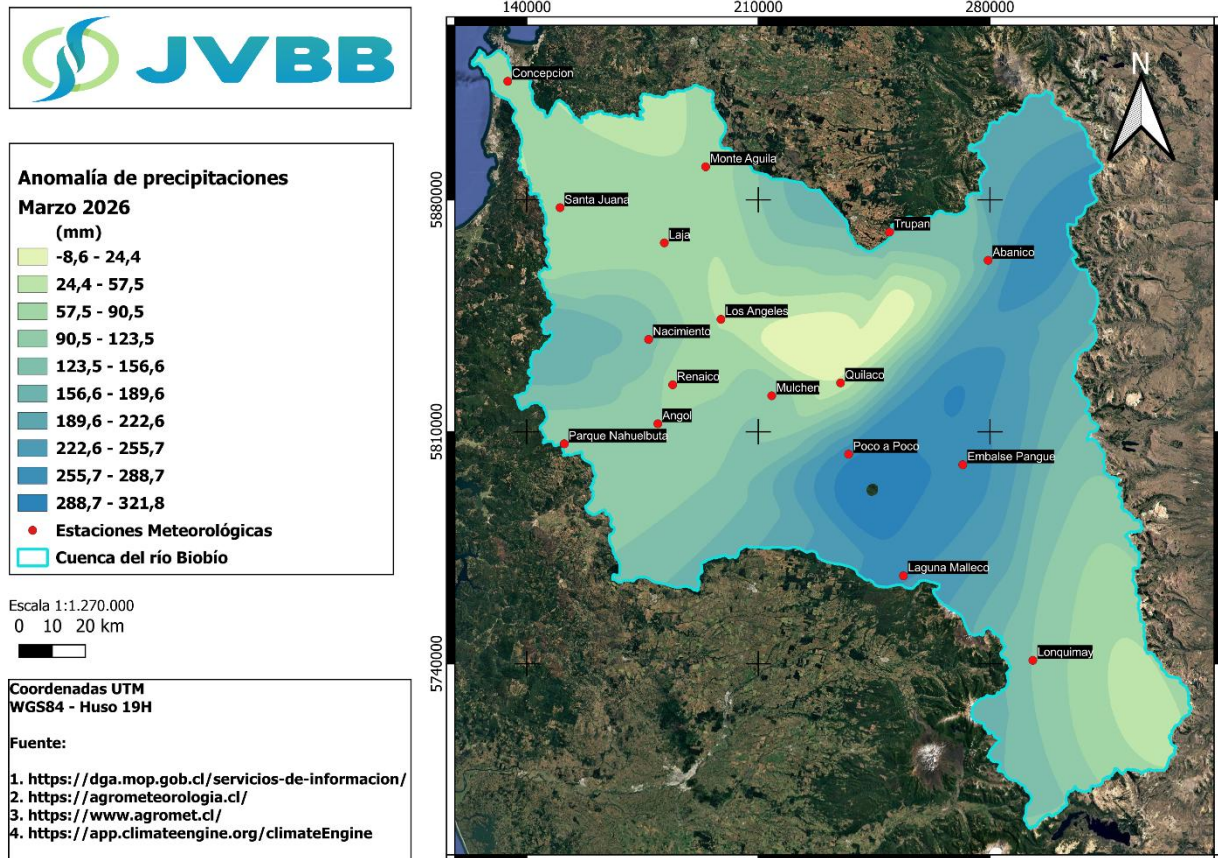 JVBB
Anomalía de precipitaciones
Marzo 2026
(mm)
-8,6 - 24,4
24,4 - 57,5
57,5 - 90,5
90,5 - 123,5
123,5 - 156,6
156,6 - 189,6
189,6 - 222,6
222,6 - 255,7
255,7 - 288,7
288,7 - 321,8
Estaciones Meteorológicas
Cuenca del río Biobío
Escala 1:1.270.000
0 10 20 km
Coordenadas UTM
WGS84 - Huso 19H
Fuente:
1. https://dga.mop.gob.cl/servicios-de-informacion/
2. https://agrometeorologia.cl/
3. https://www.agromet.cl/
4. https://app.climateengine.org/climateEngine
140000 210000 280000
N
Concepcion
Monte Aguila
5880000
Santa Juana
Trupan
Laja
Abanico
Los Angeles
Nacimiento
Renaico
Quilaco
Mulchen
Angol
5810000
Parque Nahuelbuta
Poco a Poco
Embalse Pangue
Laguna Malleco
5740000
Lonquimay